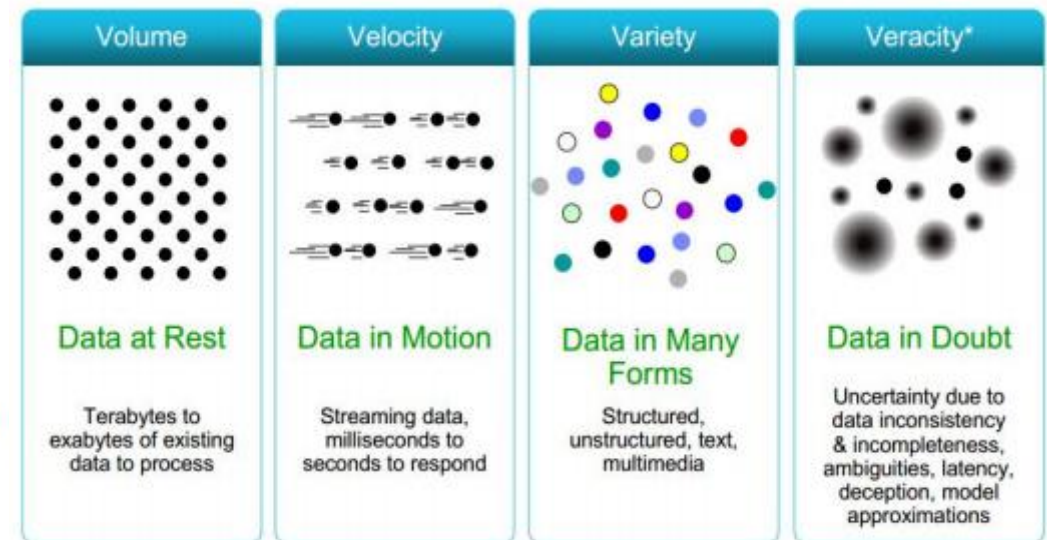 Volume
Data at Rest
Terabytes to
exabytes of existing
data to process
Velocity
Data in Motion
Streaming data,
milliseconds to
seconds to respond
Variety
Data in Many
Forms
Structured,
unstructured, text,
multimedia
Veracity*
Data in Doubt
Uncertainty due to
data inconsistency
& incompleteness,
ambiguities, latency,
deception, model
approximations